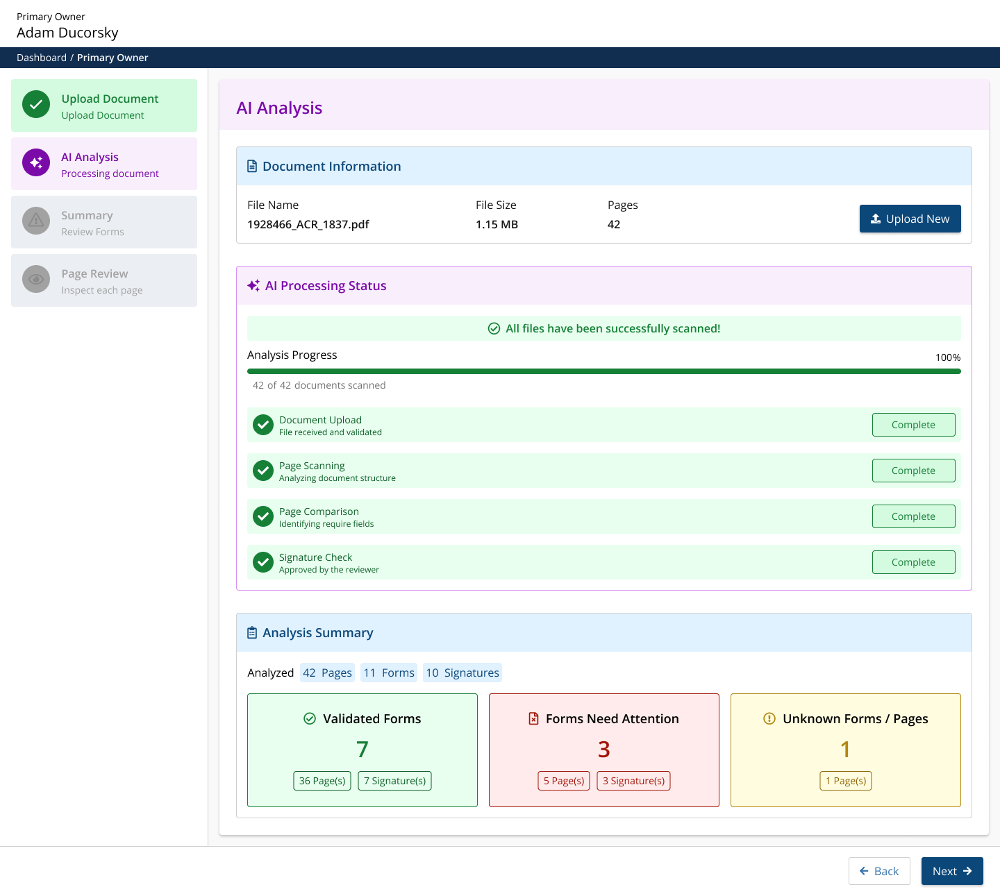 Primary Owner
Adam Ducorsky
Dashboard / Primary Owner
Upload Document
Upload Document
AI Analysis
Processing document
Summary
Review Forms
Page Review
Inspect each page
AI Analysis
Document Information
File Name
1928466_ACR_1837.pdf
File Size
1.15 MB
Pages
42
Upload New
AI Processing Status
All files have been successfully scanned!
Analysis Progress
100%
42 of 42 documents scanned
Document Upload
File received and validated
Complete
Page Scanning
Analyzing document structure
Complete
Page Comparison
Identifying require fields
Complete
Signature Check
Approved by the reviewer
Complete
Analysis Summary
Analyzed 42 Pages 11 Forms 10 Signatures
Validated Forms
7
36 Page(s) 7 Signature(s)
Forms Need Attention
3
5 Page(s) 3 Signature(s)
Unknown Forms / Pages
1
1 Page(s)
Back
Next